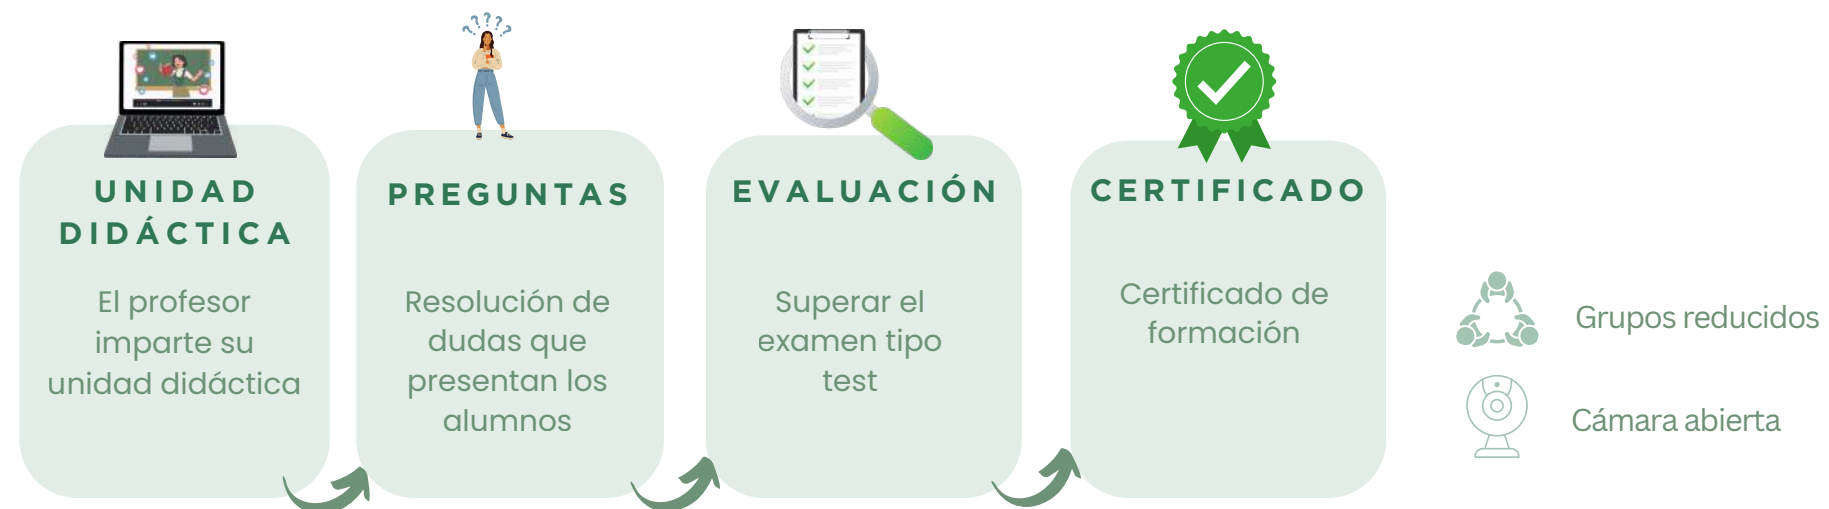 UNIDAD
DIDÁCTICA
El profesor
imparte su
unidad didáctica
PREGUNTAS
Resolución de
dudas que
presentan los
alumnos
EVALUACIÓN
Superar el
examen tipo
test
CERTIFICADO
Certificado de
formación
Grupos reducidos
Cámara abierta